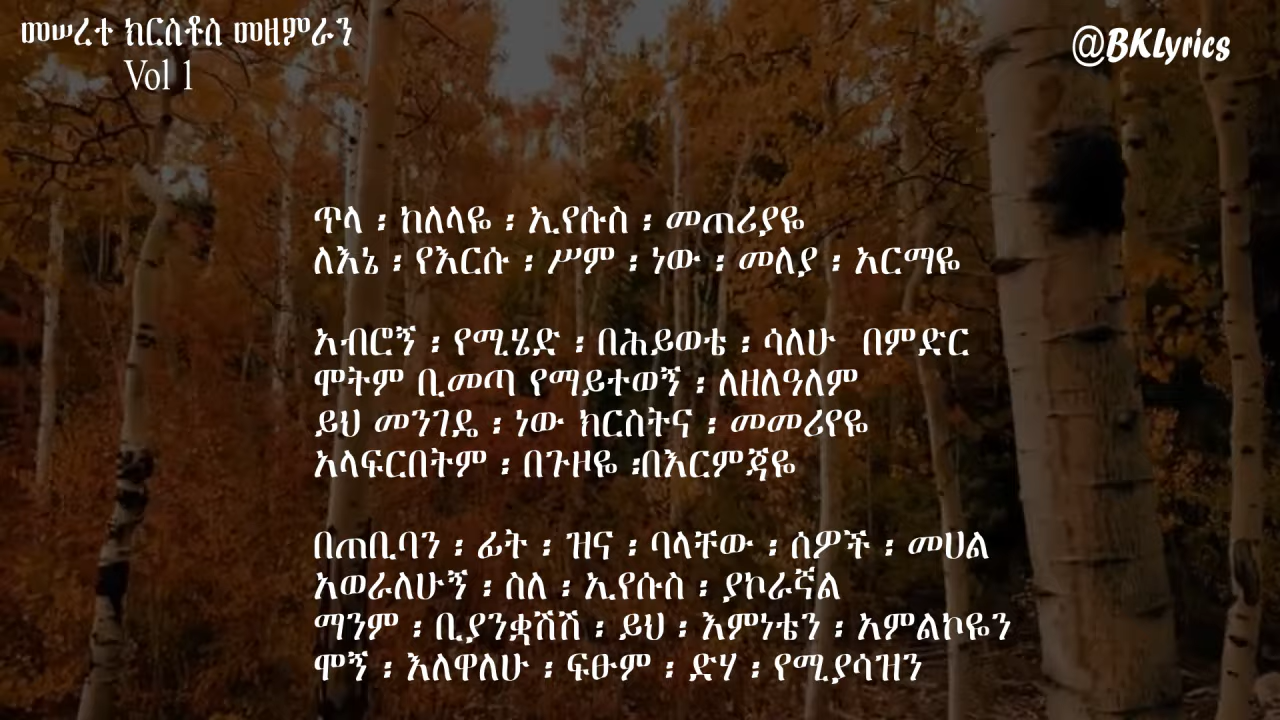 መሠረተ ክርስቶስ መዘምራን
Vol 1
@BKLyrics
ጥላ ፡ ከለላዬ ፡ ኢየሱስ ፡ መጠሪያዬ
ለእኔ ፡ የእርሱ ፡ ሥም ፡ ነው ፡ መለያ ፡ አርማዬ
አብሮኝ ፡ የሚሄድ ፡ በሕይወቴ ፡ ሳለሁ በምድር
ሞትም ቢመጣ የማይተወኝ ፡ ለዘለዓለም
ይህ መንገዴ ፡ ነው ክርስትና ፡ መመሪየዬ
አላፍርበትም ፡ በጉዞዬ ፡በእርምጃዬ
በጠቢባን ፡ ፊት ፡ ዝና ፡ ባላቸው ፡ ሰዎች ፡ መሀል
አወራለሁኝ ፡ ስለ ፡ ኢየሱስ ፡ ያኮራኛል
ማንም ፡ ቢያንቋሽሽ ፡ ይህ ፡ እምነቴን ፡ አምልኮዬን
ሞኝ ፡ እለዋለሁ ፡ ፍፁም ፡ ድሃ ፡ የሚያሳዝን